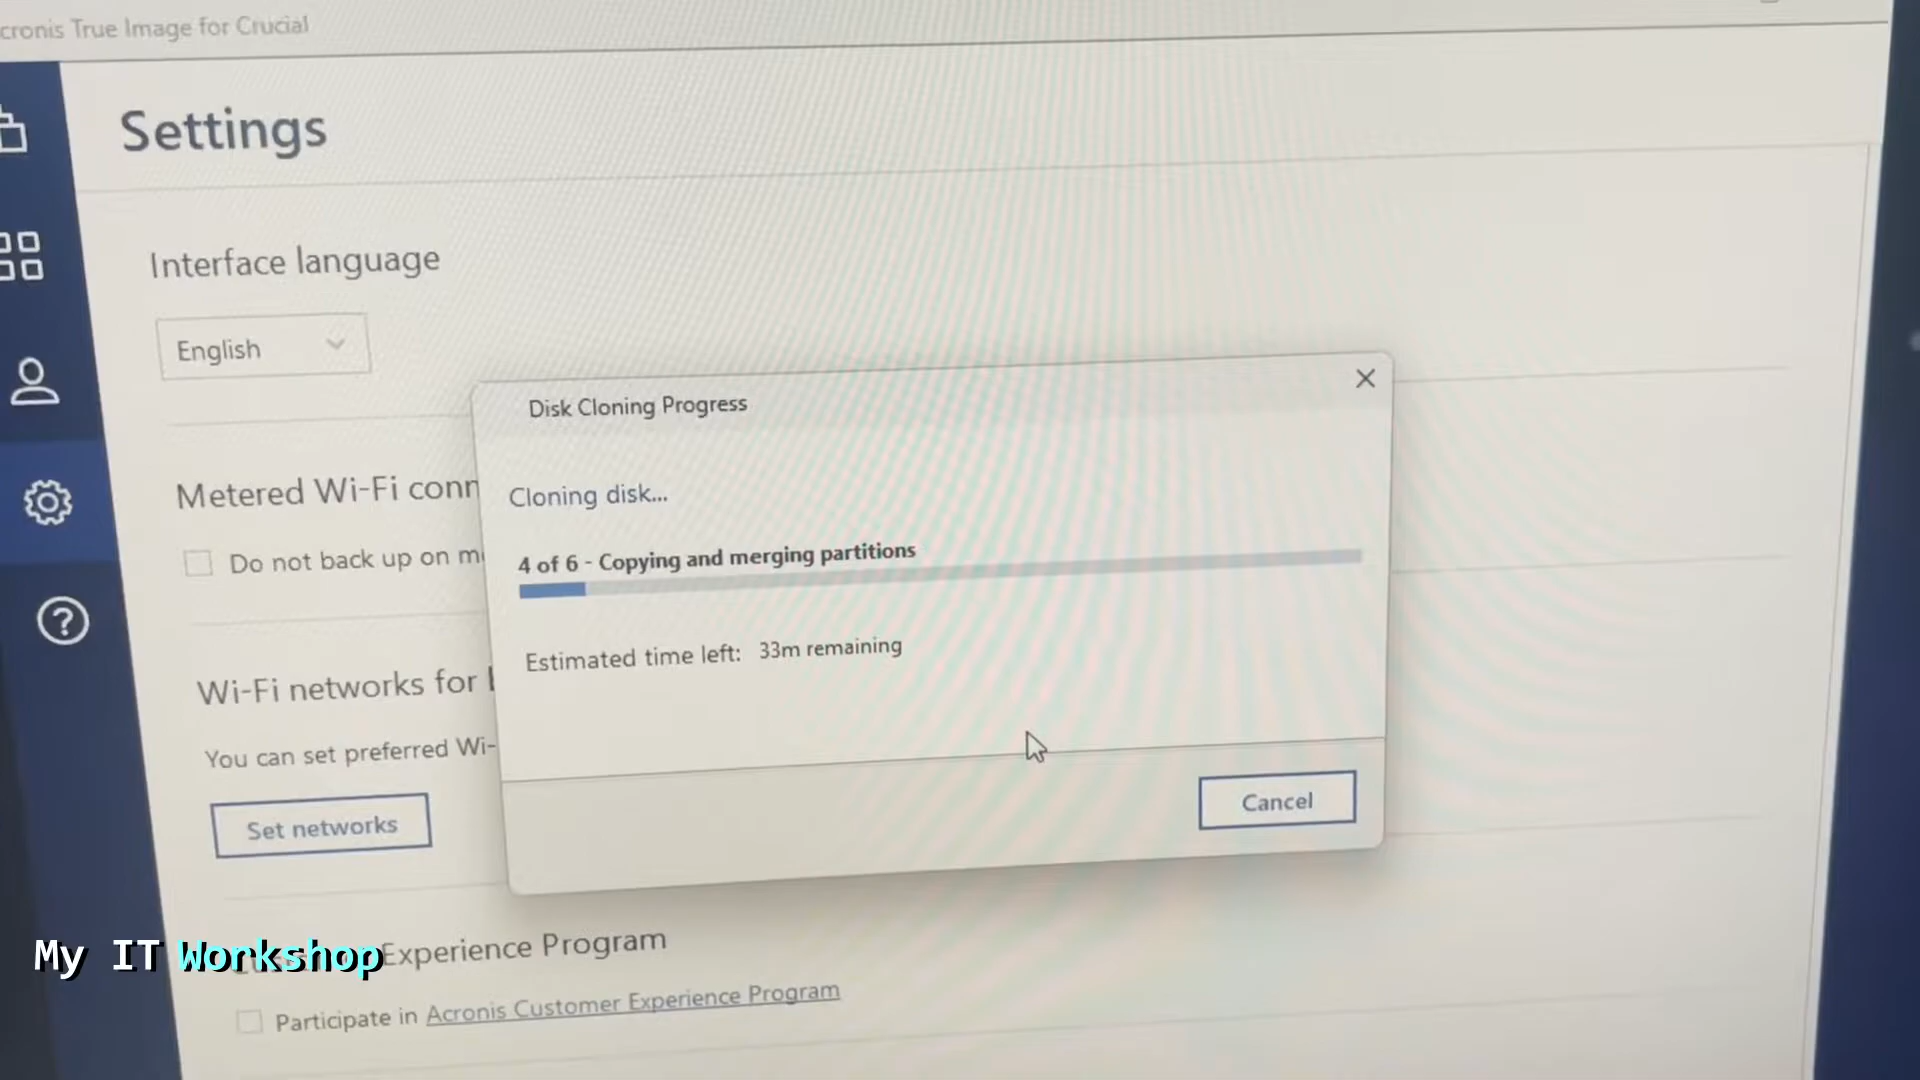 cronis True Image for Crucial
Settings
Interface language
English
Disk Cloning Progress
Cloning disk...
4 of 6 - Copying and merging partitions
Estimated time left: 33m remaining
Cancel
Metered Wi-Fi conn
Do not back up on m
Wi-Fi networks for
You can set preferred Wi-
Set networks
Experience Program
My IT Workshop
Participate in Acronis Customer Experience Program